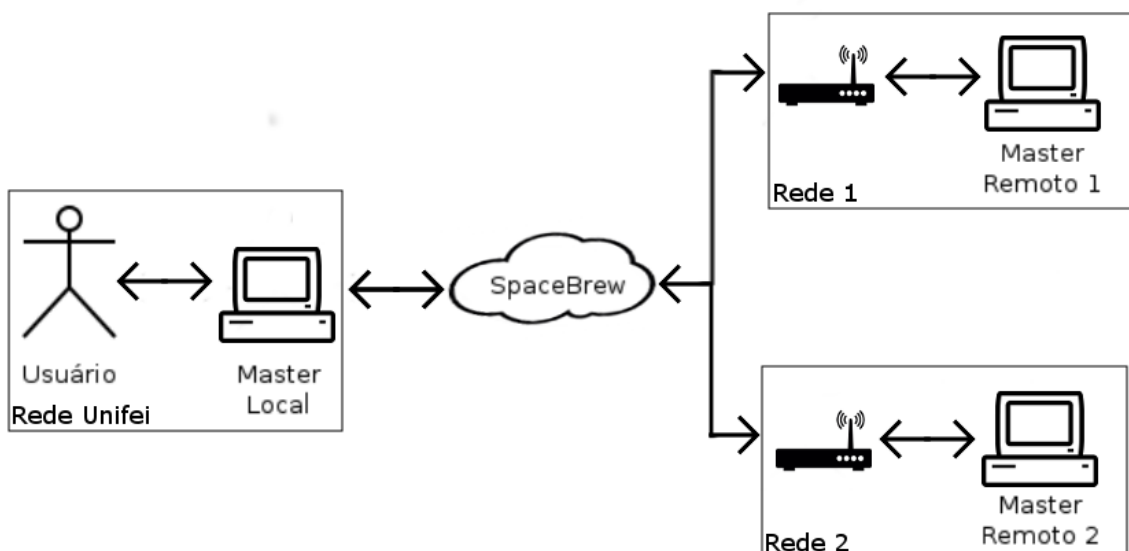 Usuário
Master
Local
Rede Unifei
SpaceBrew
Master
Remoto 1
Rede 1
Master
Remoto 2
Rede 2